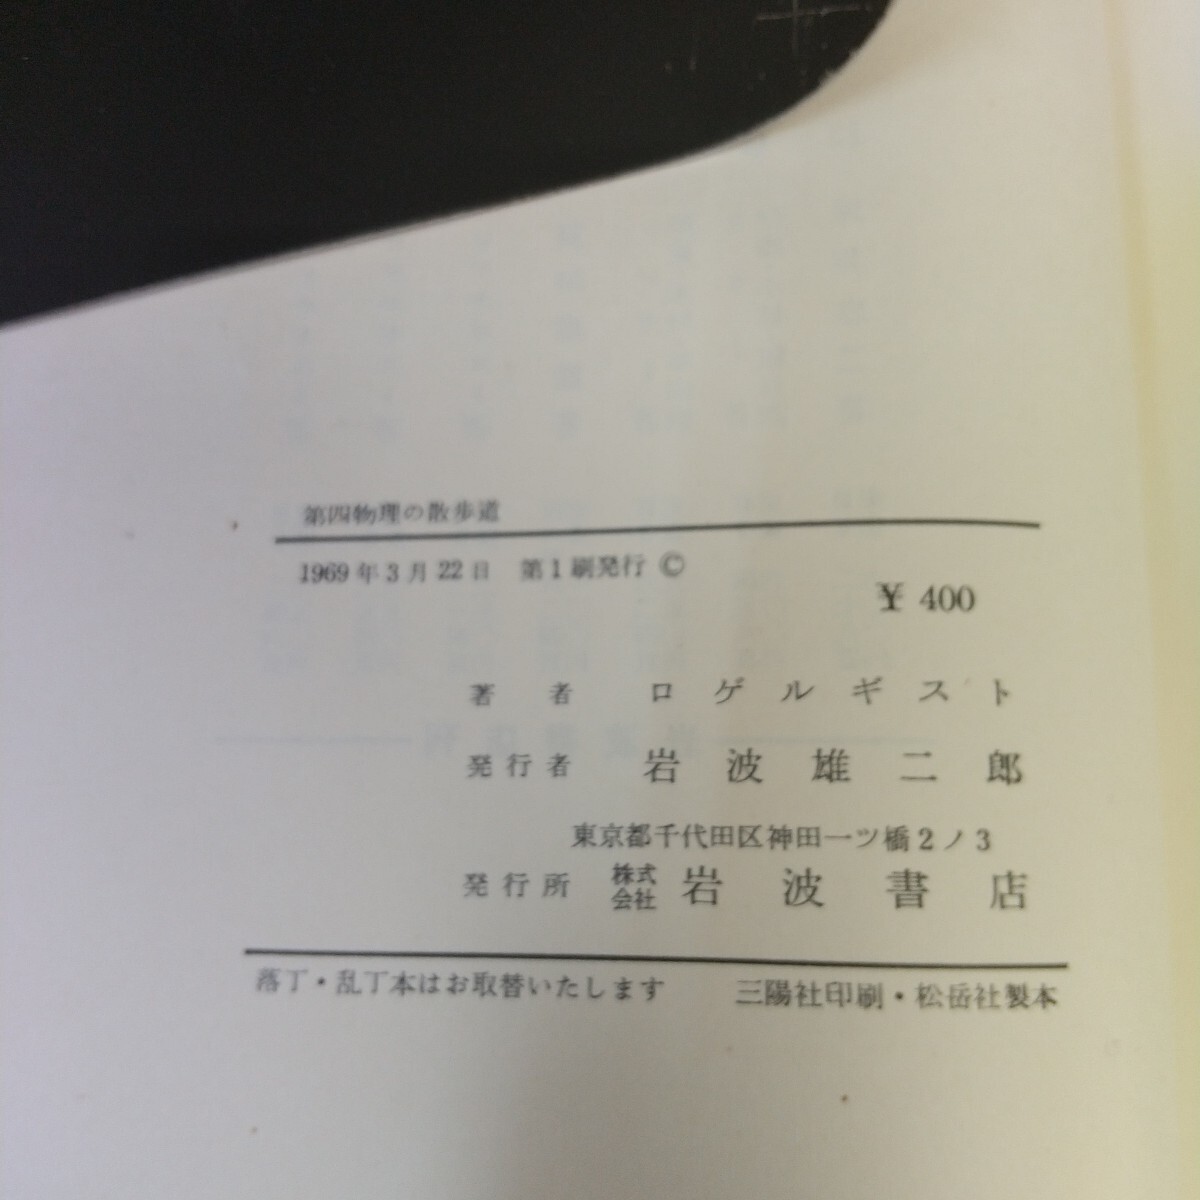 第四物理の散歩道
1969年3月22日 第1刷発行 ©
¥ 400
著者 ロゲルギスト
発行者 岩波雄二郎
東京都千代田区神田一ツ橋2ノ3
発行所 株式会社 岩波書店
落丁・乱丁本はお取替いたします 三陽社印刷・松岳社製本